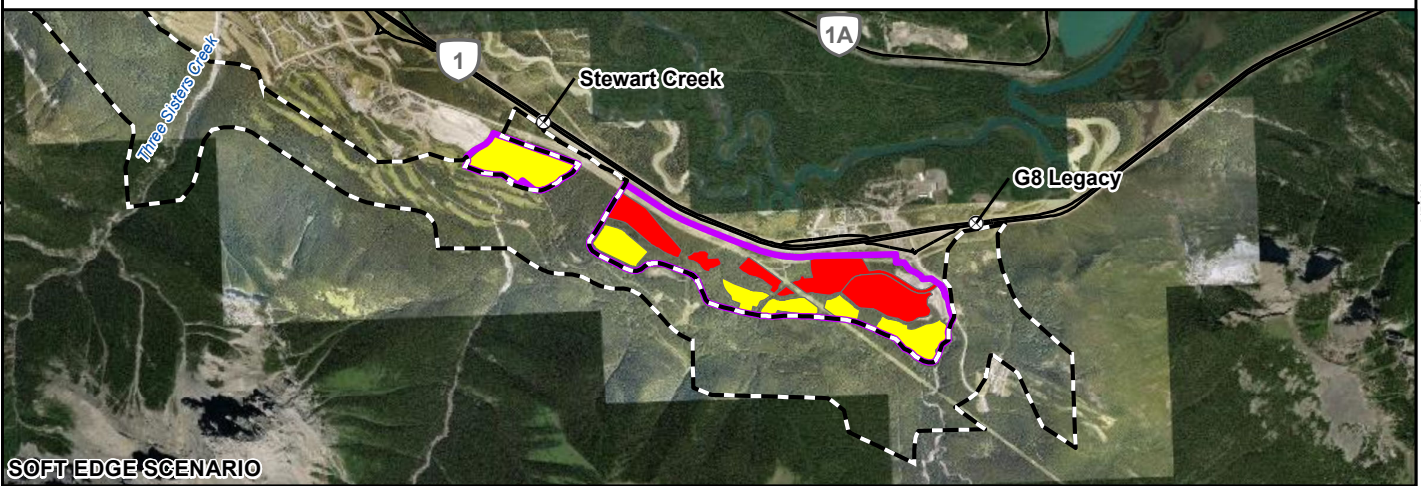 1A
1
Stewart Creek
Three Sisters Creek
G8 Legacy
SOFT EDGE SCENARIO